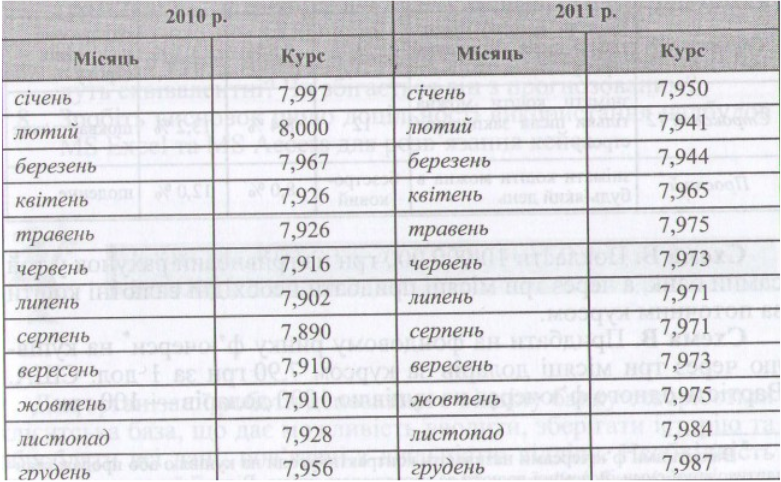 2010 р. 2011 р.
Місяць Курс Місяць Курс
січень 7,997 січень 7,950
лютий 8,000 лютий 7,941
березень 7,967 березень 7,944
квітень 7,926 квітень 7,965
травень 7,926 травень 7,975
червень 7,916 червень 7,973
липень 7,902 липень 7,971
серпень 7,890 серпень 7,971
вересень 7,910 вересень 7,973
жовтень 7,910 жовтень 7,975
листопад 7,928 листопад 7,984
грудень 7,956 грудень 7,987